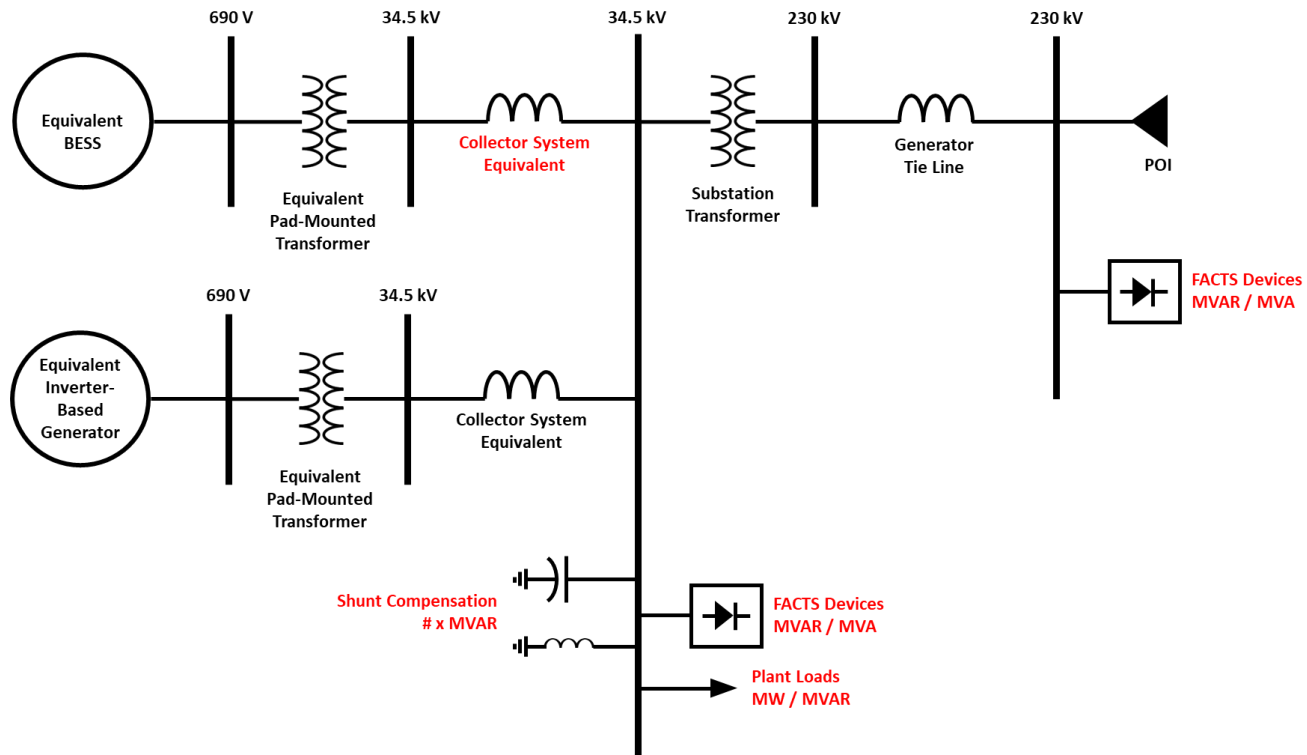 690 V
34.5 kV
34.5 kV
230 kV
230 kV
Equivalent
BESS
Equivalent
Pad-Mounted
Transformer
Collector System
Equivalent
Substation
Transformer
Generator
Tie Line
POI
FACTS Devices
MVAR / MVA
690 V
34.5 kV
Equivalent
Inverter-
Based
Generator
Equivalent
Pad-Mounted
Transformer
Collector System
Equivalent
Shunt Compensation
# x MVAR
FACTS Devices
MVAR / MVA
Plant Loads
MW / MVAR